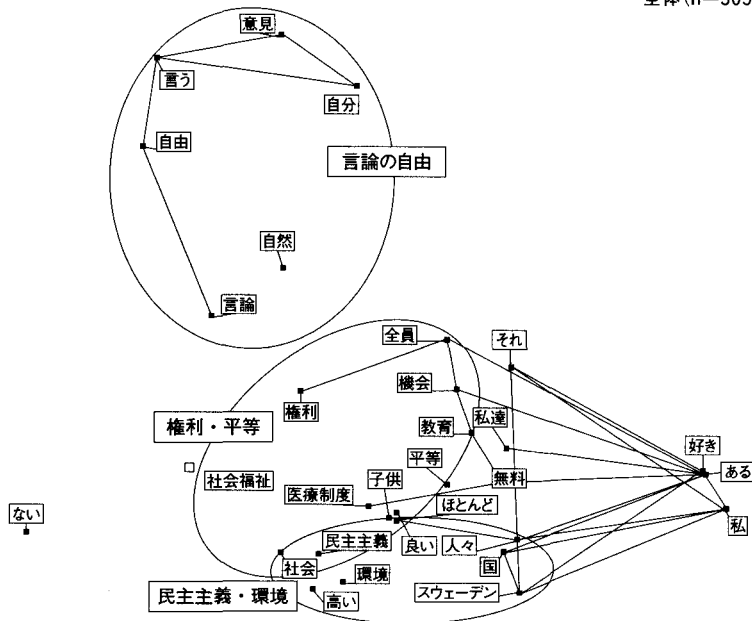 全体(n=505
意見
言う
自分
自由
言論の自由
自然
言論
全員
それ
機会
権利
私達
権利・平等
教育
好き
平等
ある
社会福祉
子供
無料
医療制度
ほとんど
ない
私
民主主義
良い
人々
社会
国
環境
民主主義・環境
高い
スウェーデン